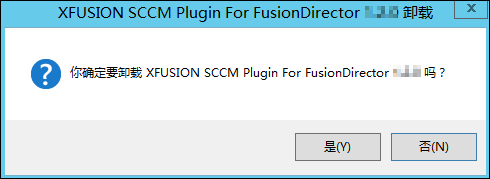 XFUSION SCCM Plugin For FusionDirector 卸载
你确定要卸载 XFUSION SCCM Plugin For FusionDirector 吗？
是(Y)
否(N)